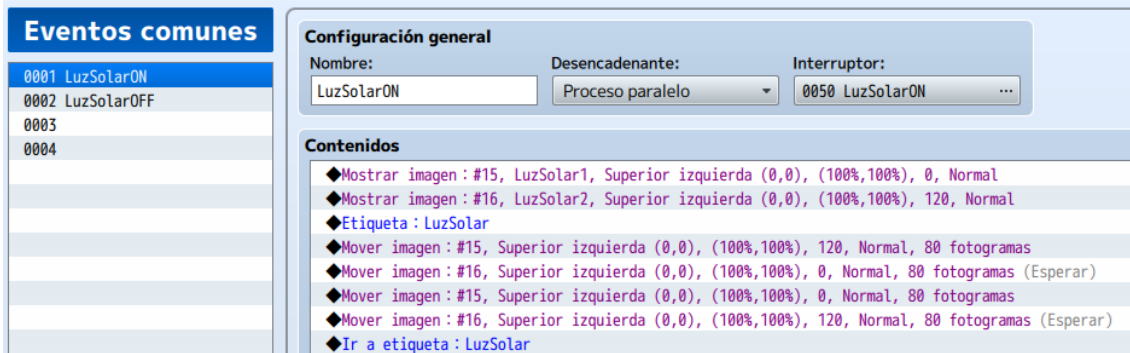 Eventos comunes
0001 LuzSolarON
0002 LuzSolarOFF
0003
0004
Configuración general
Nombre: Desencadenante: Interruptor:
LuzSolarON Proceso paralelo 0050 LuzSolarON ...
Contenidos
◆Mostrar imagen：#15, LuzSolar1, Superior izquierda (0,0), (100%,100%), 0, Normal
◆Mostrar imagen：#16, LuzSolar2, Superior izquierda (0,0), (100%,100%), 120, Normal
◆Etiqueta：LuzSolar
◆Mover imagen：#15, Superior izquierda (0,0), (100%,100%), 120, Normal, 80 fotogramas
◆Mover imagen：#16, Superior izquierda (0,0), (100%,100%), 0, Normal, 80 fotogramas (Esperar)
◆Mover imagen：#15, Superior izquierda (0,0), (100%,100%), 0, Normal, 80 fotogramas
◆Mover imagen：#16, Superior izquierda (0,0), (100%,100%), 120, Normal, 80 fotogramas (Esperar)
◆Ir a etiqueta：LuzSolar